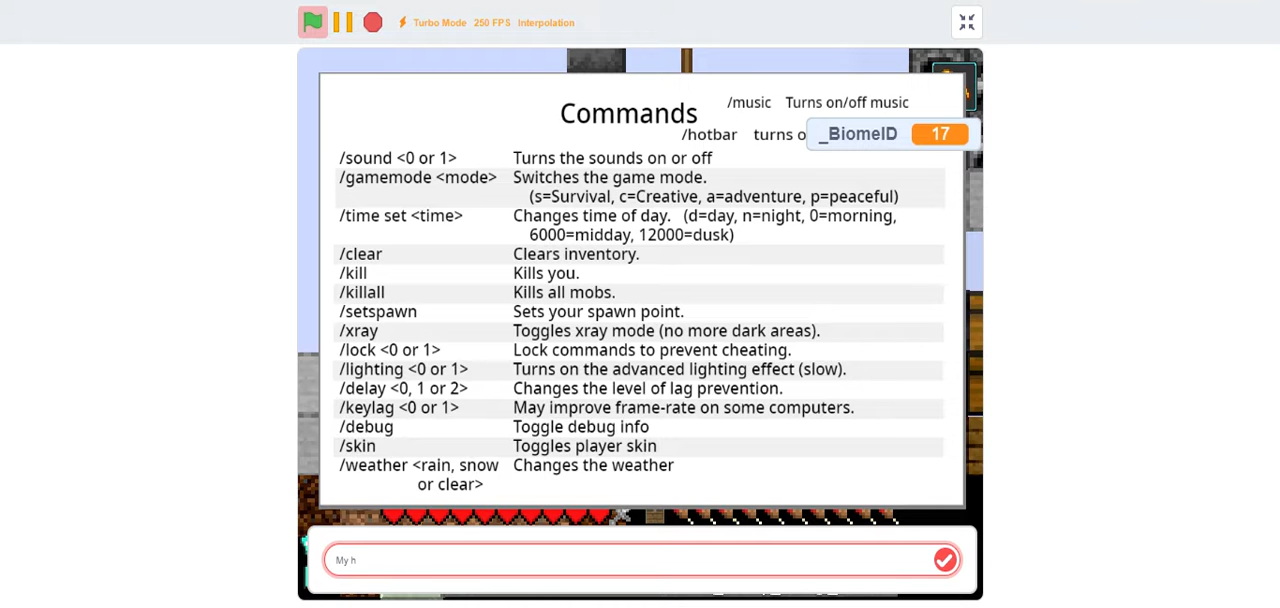 Turbo Mode 250 FPS Interpolation
Commands
/music Turns on/off music
/hotbar turns o
_BiomeID 17
/sound <0 or 1> Turns the sounds on or off
/gamemode <mode> Switches the game mode.
(s=Survival, c=Creative, a=adventure, p=peaceful)
/time set <time> Changes time of day. (d=day, n=night, 0=morning,
6000=midday, 12000=dusk)
/clear Clears inventory.
/kill Kills you.
/killall Kills all mobs.
/setspawn Sets your spawn point.
/xray Toggles xray mode (no more dark areas).
/lock <0 or 1> Lock commands to prevent cheating.
/lighting <0 or 1> Turns on the advanced lighting effect (slow).
/delay <0, 1 or 2> Changes the level of lag prevention.
/keylag <0 or 1> May improve frame-rate on some computers.
/debug Toggle debug info
/skin Toggles player skin
/weather <rain, snow Changes the weather
or clear>
My h